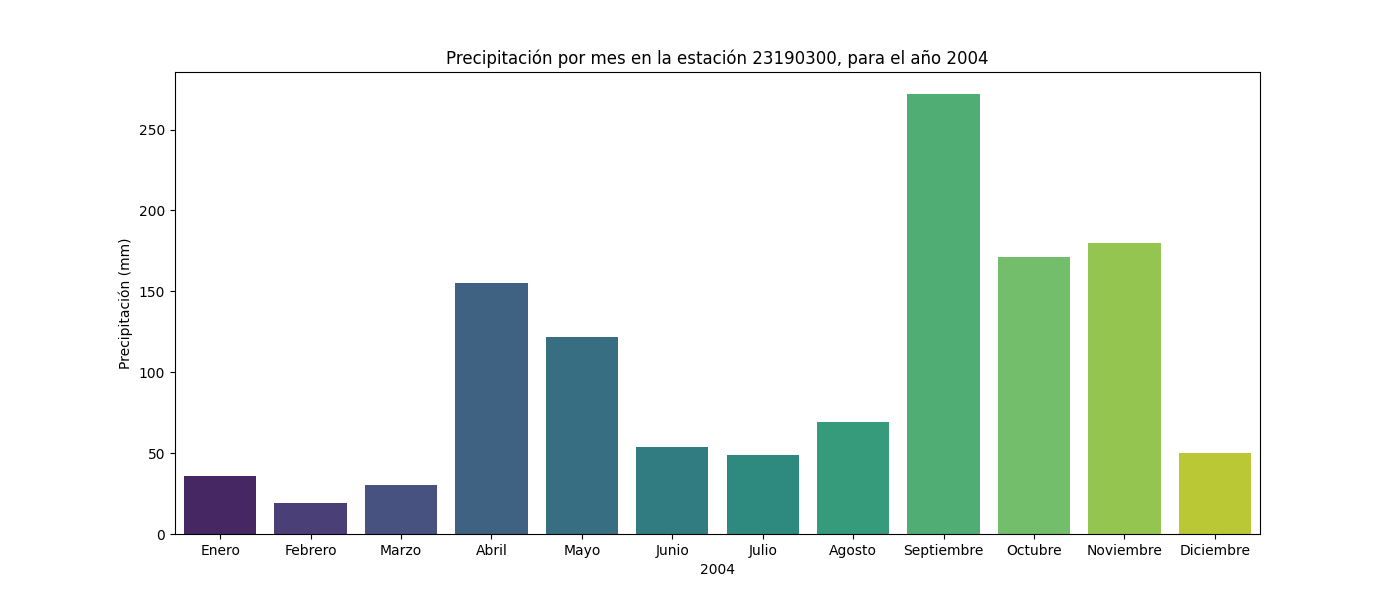 Precipitación por mes en la estación 23190300, para el año 2004
Precipitación (mm)
250
200
150
100
50
0
Enero Febrero Marzo Abril Mayo Junio Julio Agosto Septiembre Octubre Noviembre Diciembre
2004